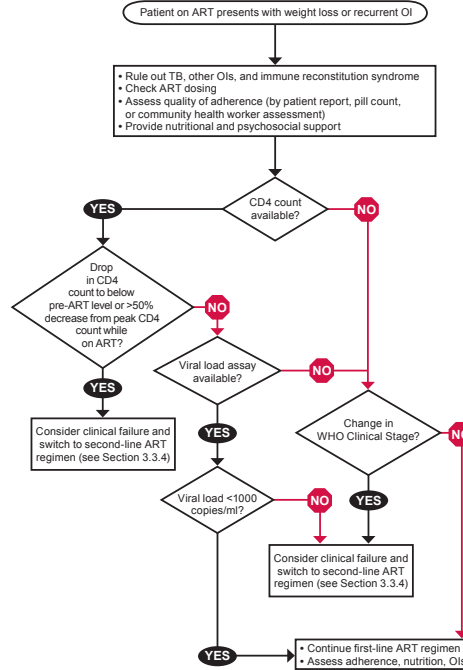 Patient on ART presents with weight loss or recurrent OI
• Rule out TB, other OIs, and immune reconstitution syndrome
• Check ART dosing
• Assess quality of adherence (by patient report, pill count,
or community health worker assessment)
• Provide nutritional and psychosocial support
CD4 count
available?
YES
NO
Drop
in CD4
count to below
pre-ART level or >50%
decrease from peak CD4
count while
on ART?
NO
Viral load assay
available?
NO
YES
Consider clinical failure and
switch to second-line ART
regimen (see Section 3.3.4)
YES
Change in
WHO Clinical Stage?
NO
Viral load <1000
copies/ml?
NO
YES
Consider clinical failure and
switch to second-line ART
regimen (see Section 3.3.4)
YES
• Continue first-line ART regimen
• Assess adherence, nutrition, OIs